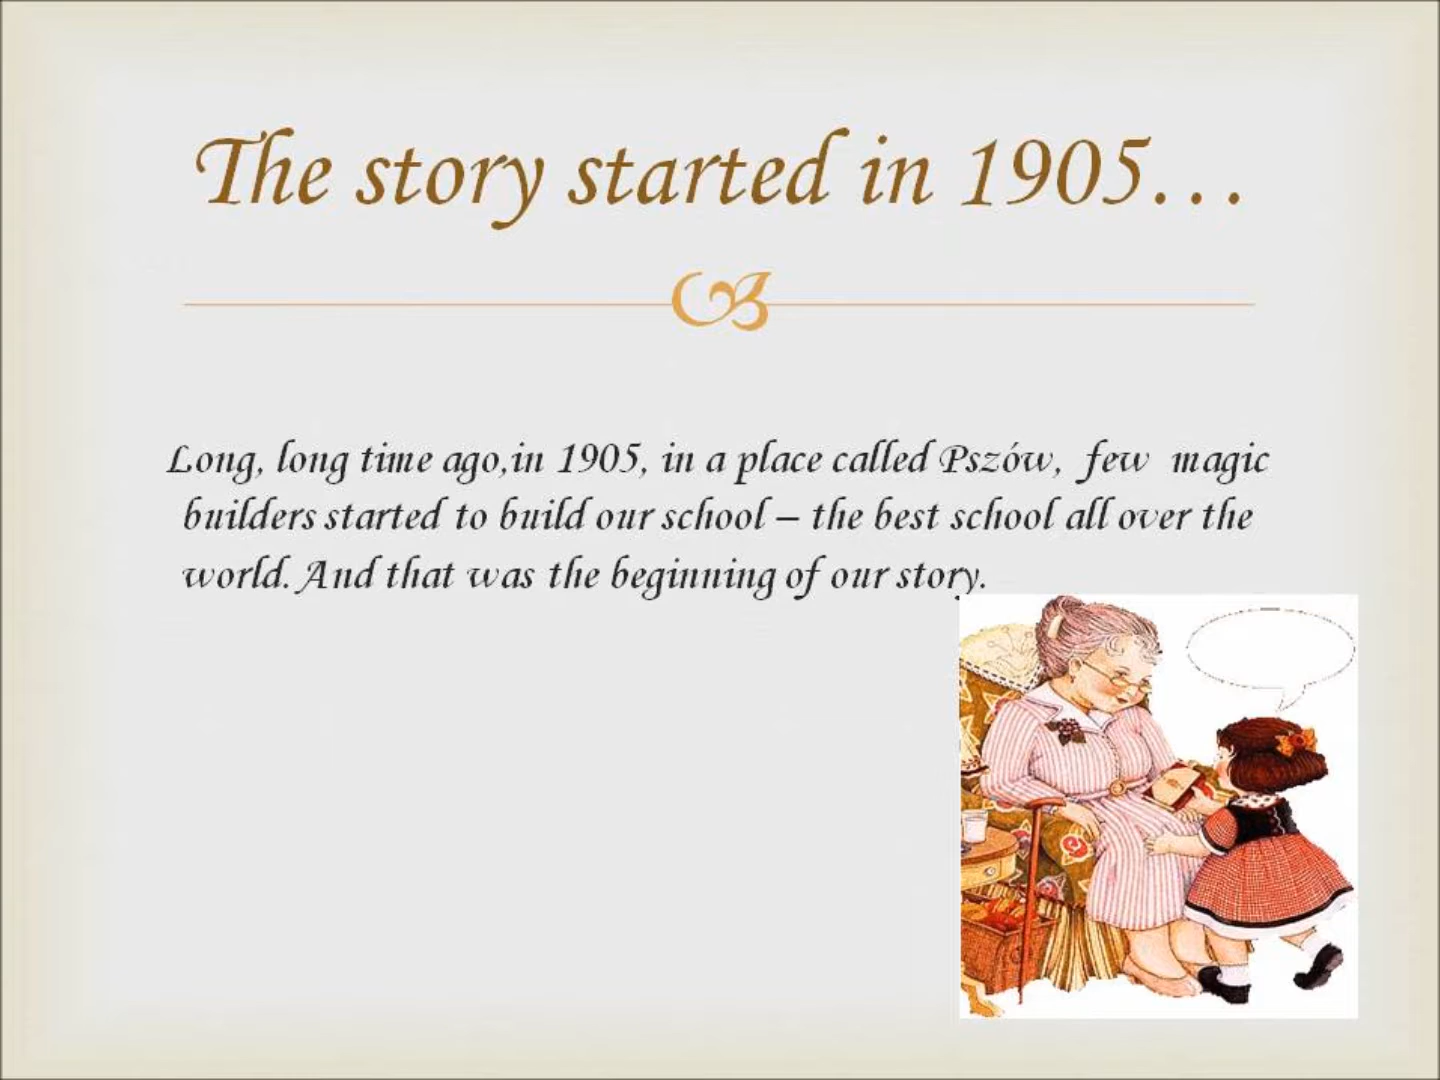 The story started in 1905…
Long, long time ago,in 1905, in a place called Pszów, few magic
builders started to build our school – the best school all over the
world. And that was the beginning of our story.